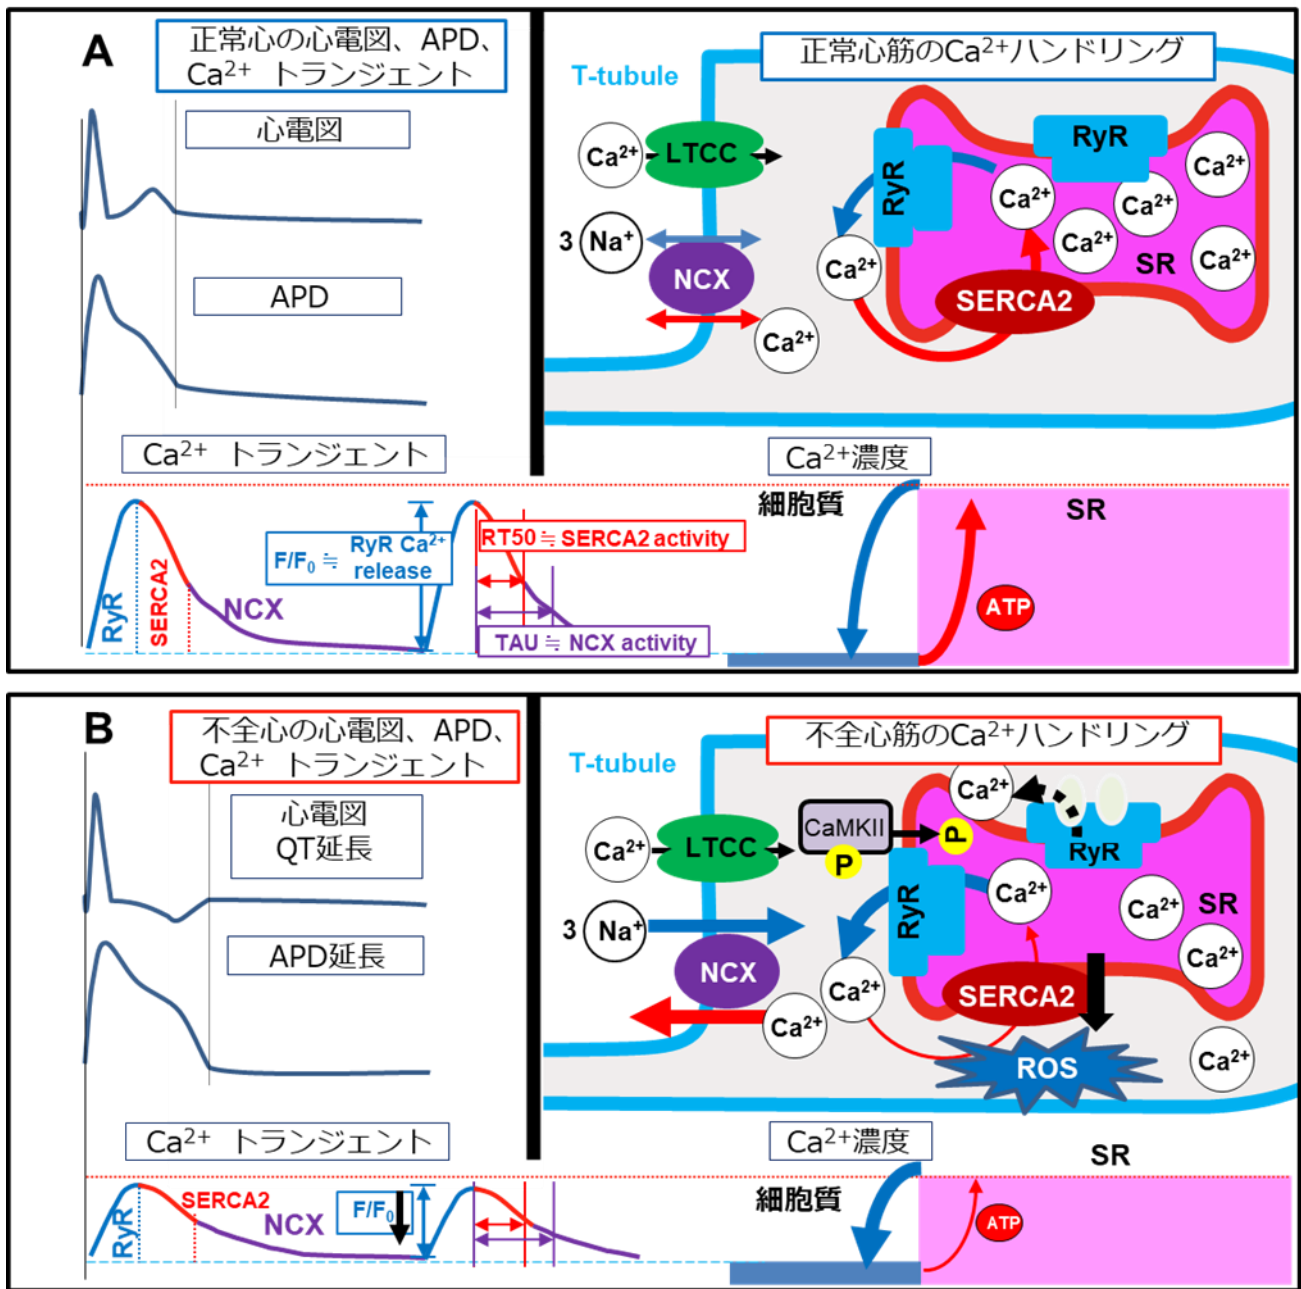 A
正常心の心電図、APD、
Ca²⁺ トランジェント
心電図
APD
Ca²⁺ トランジェント
正常心筋のCa²⁺ハンドリング
T-tubule
Ca²⁺
LTCC
3 Na⁺
NCX
Ca²⁺
RyR
Ca²⁺
RyR
Ca²⁺
Ca²⁺
Ca²⁺
Ca²⁺
Ca²⁺
SR
SERCA2
RyR
SERCA2
NCX
F/F₀ ≒ RyR Ca²⁺
release
RT50 ≒ SERCA2 activity
TAU ≒ NCX activity
Ca²⁺濃度
細胞質
SR
ATP
B
不全心の心電図、APD、
Ca²⁺ トランジェント
心電図
QT延長
APD延長
Ca²⁺ トランジェント
不全心筋のCa²⁺ハンドリング
T-tubule
Ca²⁺
LTCC
CaMKII
P
P
3 Na⁺
NCX
Ca²⁺
RyR
Ca²⁺
Ca²⁺
RyR
Ca²⁺
Ca²⁺
Ca²⁺
SR
SERCA2
ROS
Ca²⁺
RyR
SERCA2
NCX
F/F₀
Ca²⁺濃度
細胞質
SR
ATP